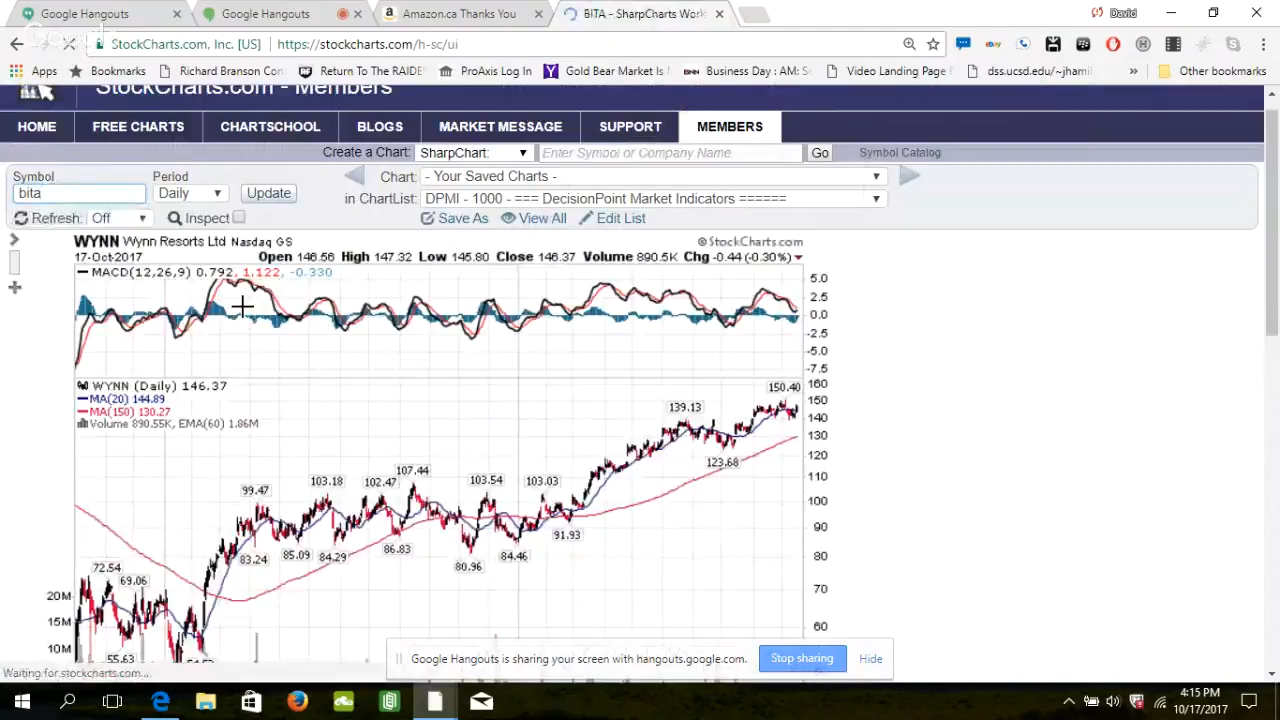 Google Hangouts
Google Hangouts
Amazon.ca Thanks You
BITA - SharpCharts Work
David
StockCharts.com, Inc. [US]
https://stockcharts.com/h-sc/ui
Apps
Bookmarks
Richard Branson Con
Return To The RAIDE
ProAxis Log In
Gold Bear Market Is
Business Day : AM: S
Video Landing Page
dss.ucsd.edu/~jhamil
»
Other bookmarks
StockCharts.com - Members
HOME
FREE CHARTS
CHARTSCHOOL
BLOGS
MARKET MESSAGE
SUPPORT
MEMBERS
Create a Chart:
SharpChart:
Enter Symbol or Company Name
Go
Symbol Catalog
Symbol
Period
Chart:
- Your Saved Charts -
bita
Daily
Update
in ChartList:
DPMI - 1000 - === DecisionPoint Market Indicators ======
Refresh:
Off
Inspect
Save As
View All
Edit List
WYNN Wynn Resorts Ltd Nasdaq GS
© StockCharts.com
17-Oct-2017
Open 146.56 High 147.32 Low 145.80 Close 146.37 Volume 890.5K Chg -0.44 (-0.30%)
MACD(12,26,9) 0.792, 1.122, -0.330
5.0
2.5
0.0
-2.5
-5.0
-7.5
WYNN (Daily) 146.37
MA(20) 144.89
MA(150) 130.27
Volume 890.55K, EMA(60) 1.86M
160
150
140
130
120
110
100
90
80
70
60
150.40
139.13
123.68
107.44
103.18
102.47
103.54
103.03
99.47
91.93
83.24
85.09
84.29
86.83
84.46
80.96
72.54
69.06
55.63
20M
15M
10M
Google Hangouts is sharing your screen with hangouts.google.com.
Stop sharing
Hide
Waiting for stockcharts.com...
4:15 PM
10/17/2017